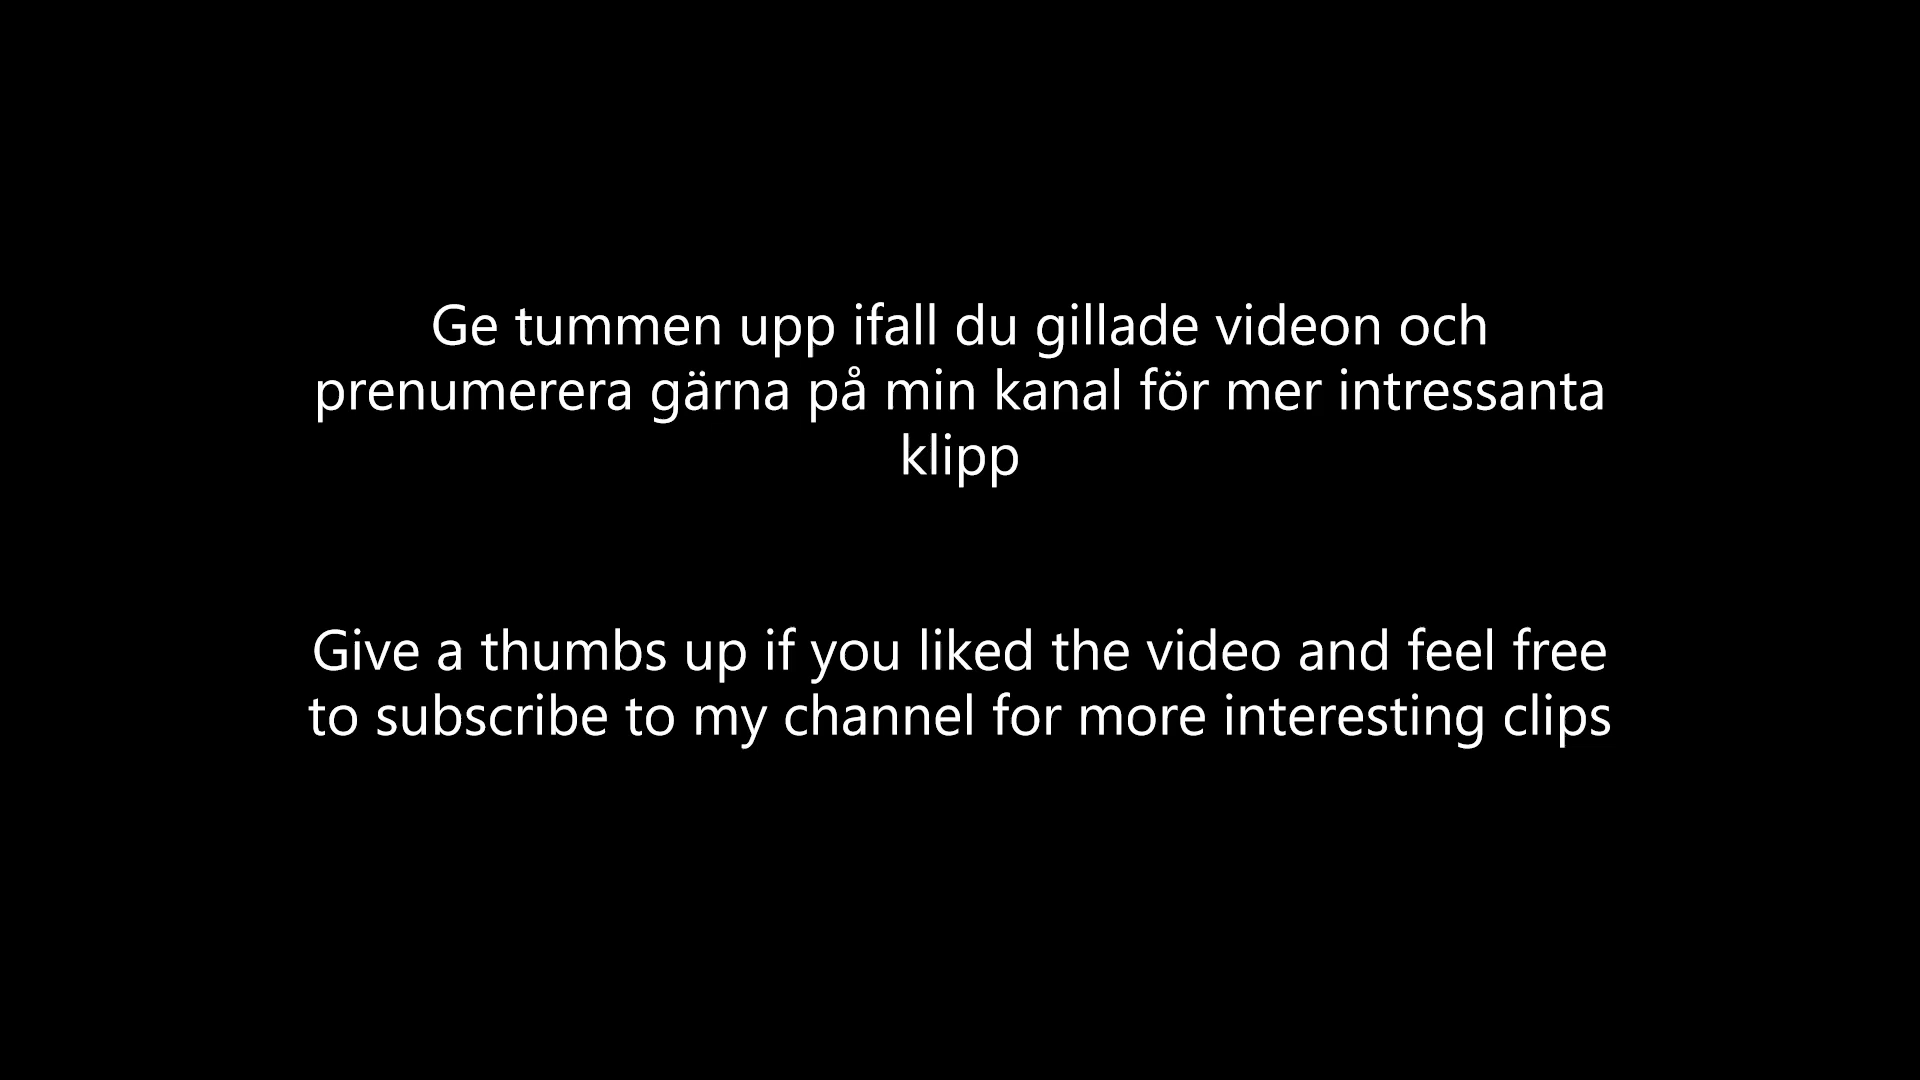 Ge tummen upp ifall du gillade videon och
prenumerera gärna på min kanal för mer intressanta
klipp
Give a thumbs up if you liked the video and feel free
to subscribe to my channel for more interesting clips